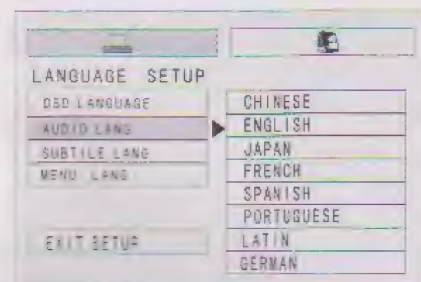 LANGUAGE SETUP
OSD LANGUAGE
AUDIO LANG
SUBTILE LANG
MENU LANG
EXIT SETUP
CHINESE
ENGLISH
JAPAN
FRENCH
SPANISH
PORTUGUESE
LATIN
GERMAN